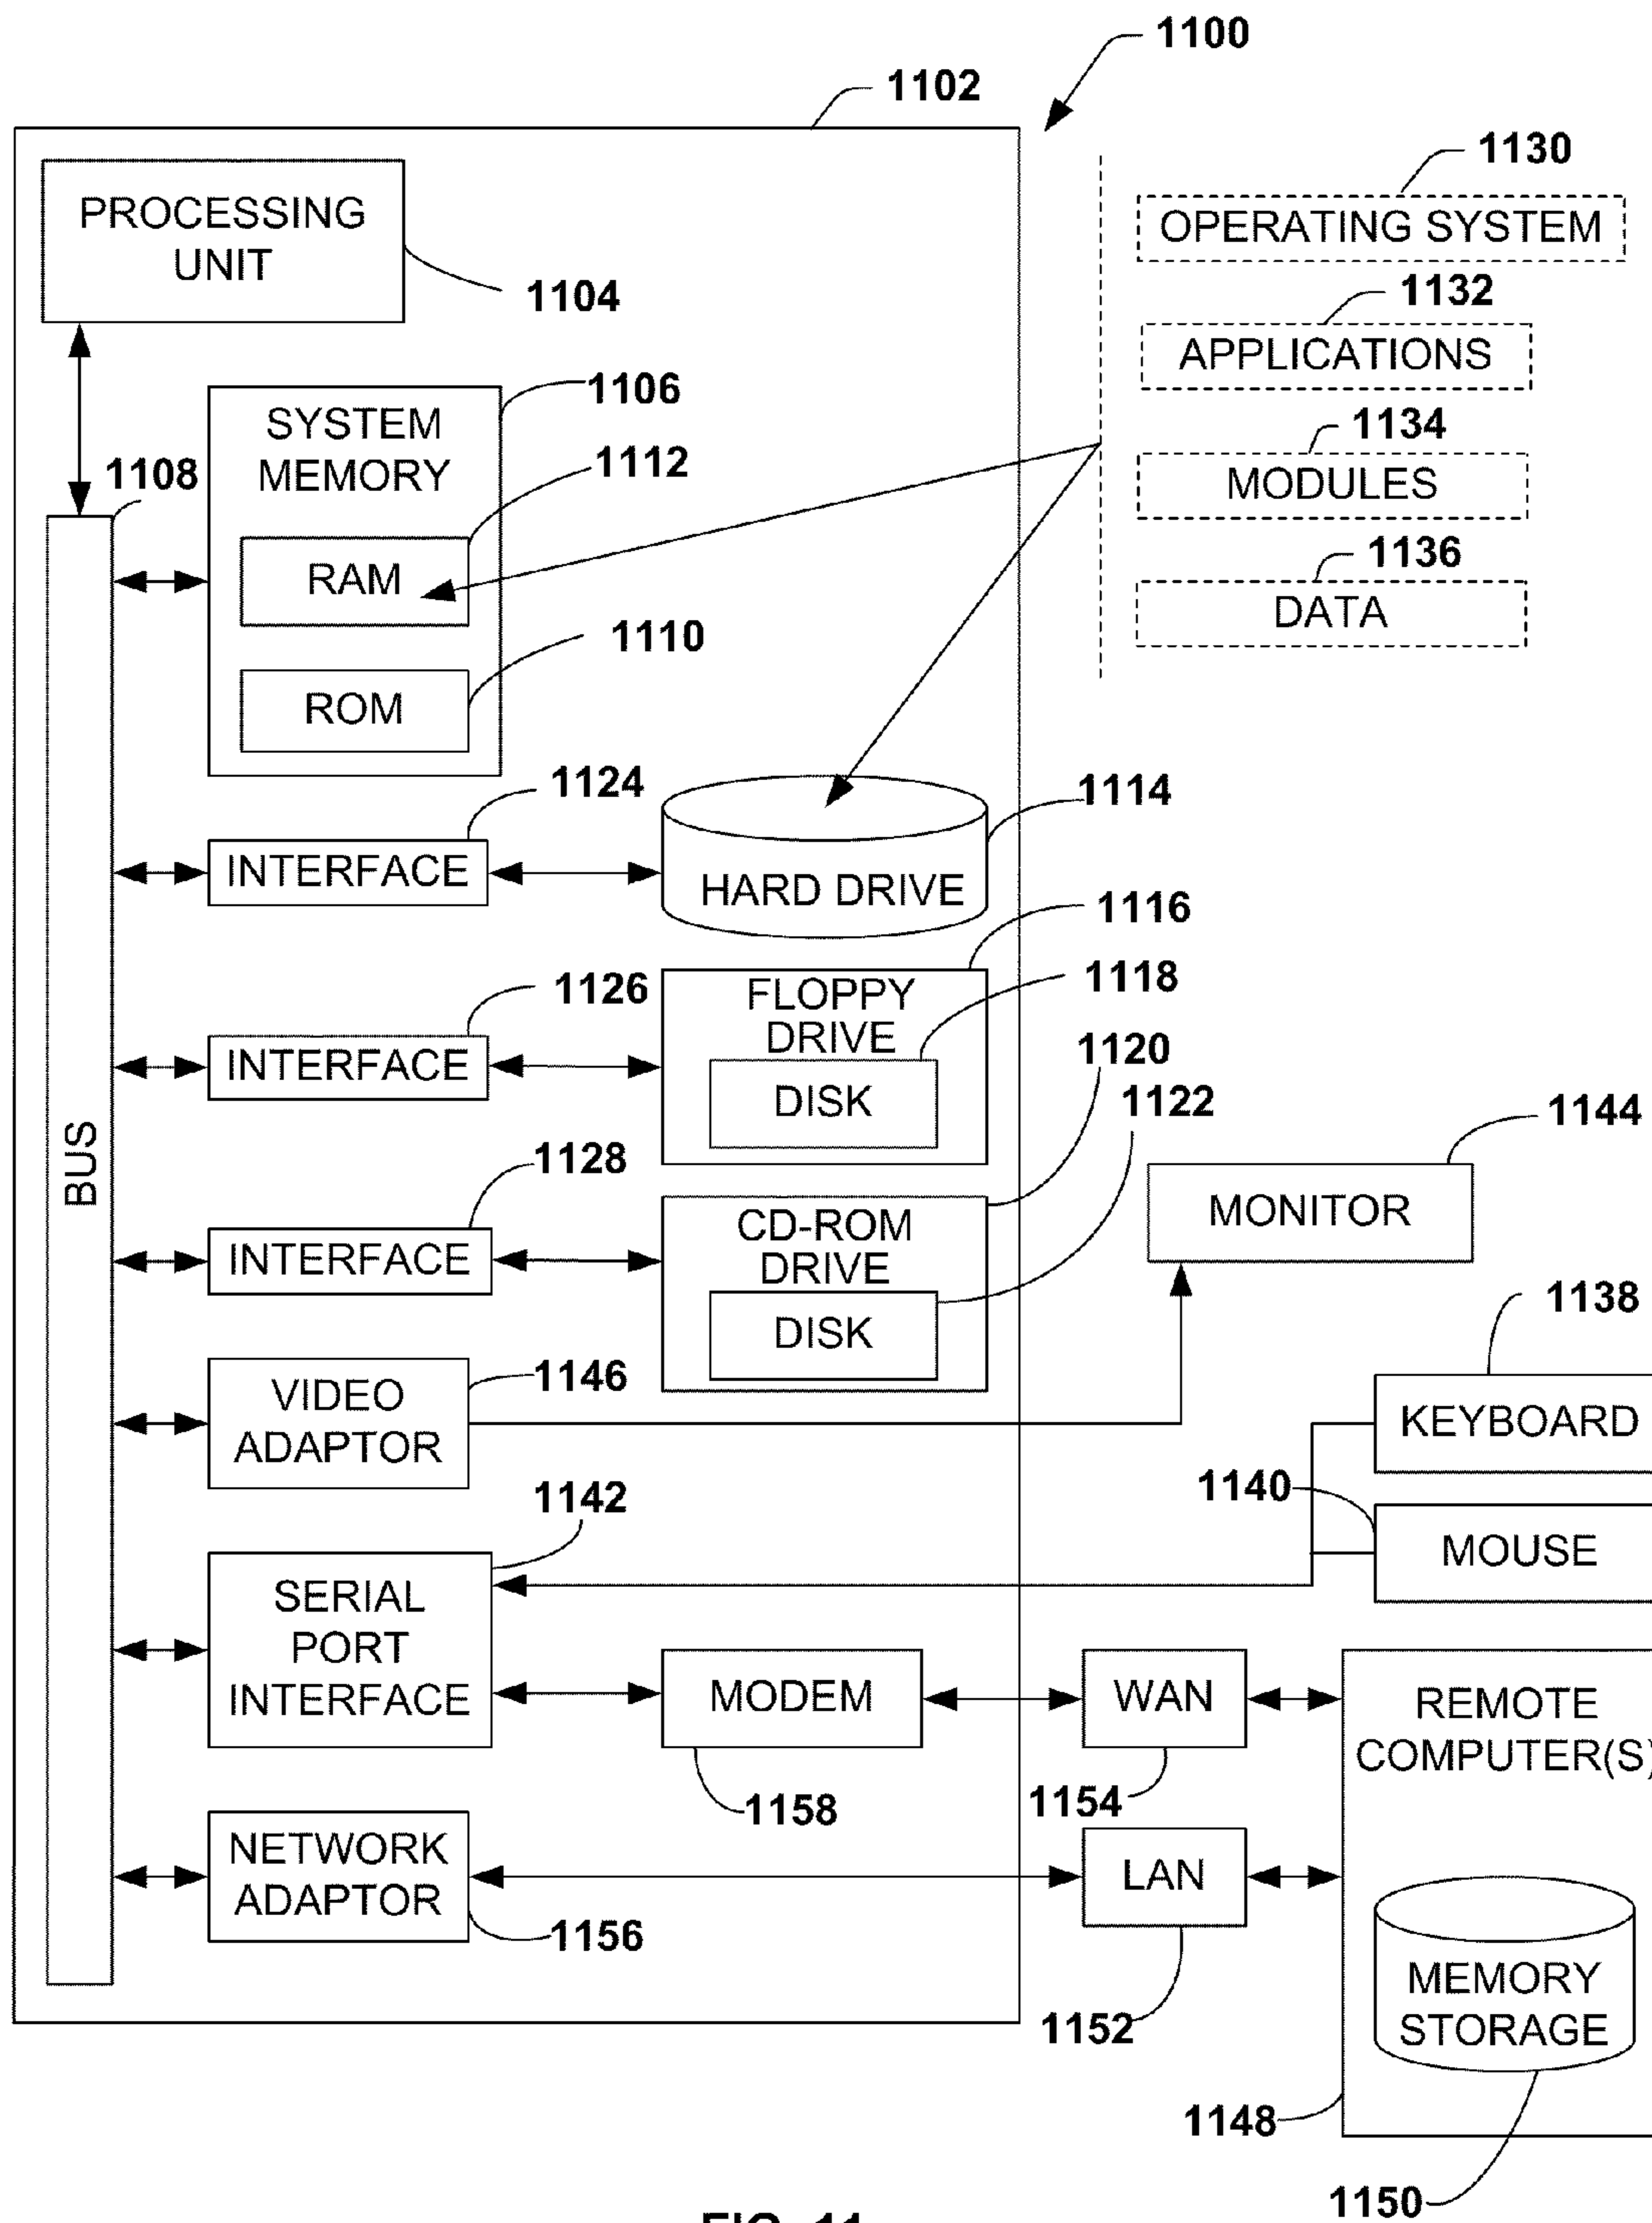 1100
1102
1130
PROCESSING
UNIT
OPERATING SYSTEM
1104
1132
APPLICATIONS
1106
SYSTEM
MEMORY
1134
1108
1112
MODULES
RAM
1136
DATA
1110
ROM
1124
1114
INTERFACE
HARD DRIVE
1116
1126
FLOPPY
DRIVE
1118
INTERFACE
DISK
1120
1122
1144
BUS
1128
MONITOR
INTERFACE
CD-ROM
DRIVE
DISK
1138
1146
VIDEO
ADAPTOR
KEYBOARD
1142
1140
MOUSE
SERIAL
PORT
INTERFACE
MODEM
WAN
REMOTE
COMPUTER(S)
1158
1154
NETWORK
ADAPTOR
LAN
1156
MEMORY
STORAGE
1152
1148
1150
FIG. 11